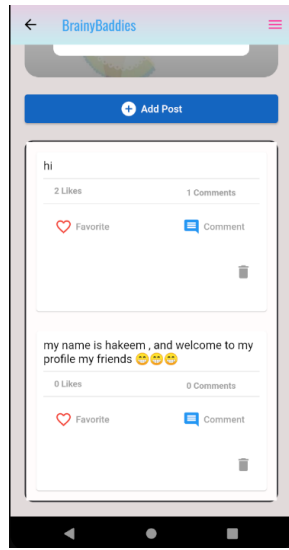 BrainyBaddies
Add Post
hi
2 Likes
1 Comments
Favorite
Comment
my name is hakeem , and welcome to my
profile my friends 😁😁😁
0 Likes
0 Comments
Favorite
Comment